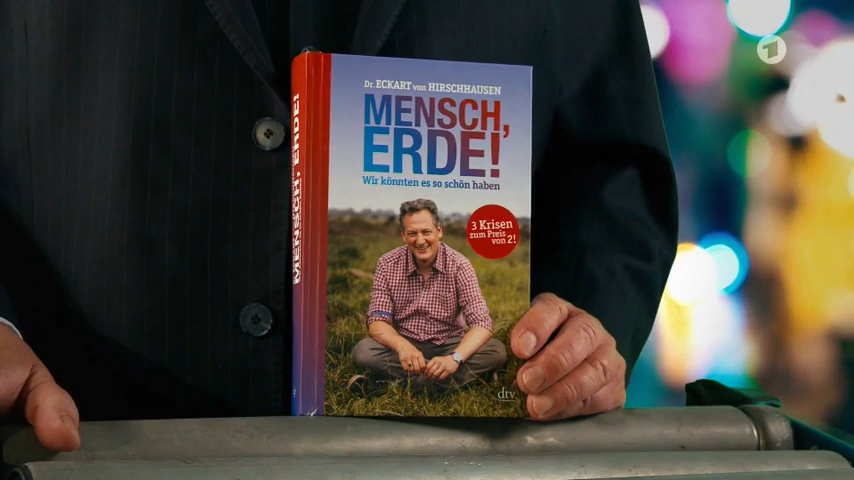 Dr. ECKART von HIRSCHHAUSEN
MENSCH,
ERDE!
Wir könnten es so schön haben
3 Krisen
zum Preis
von 2!
dtv
MENSCH, ERDE!
1